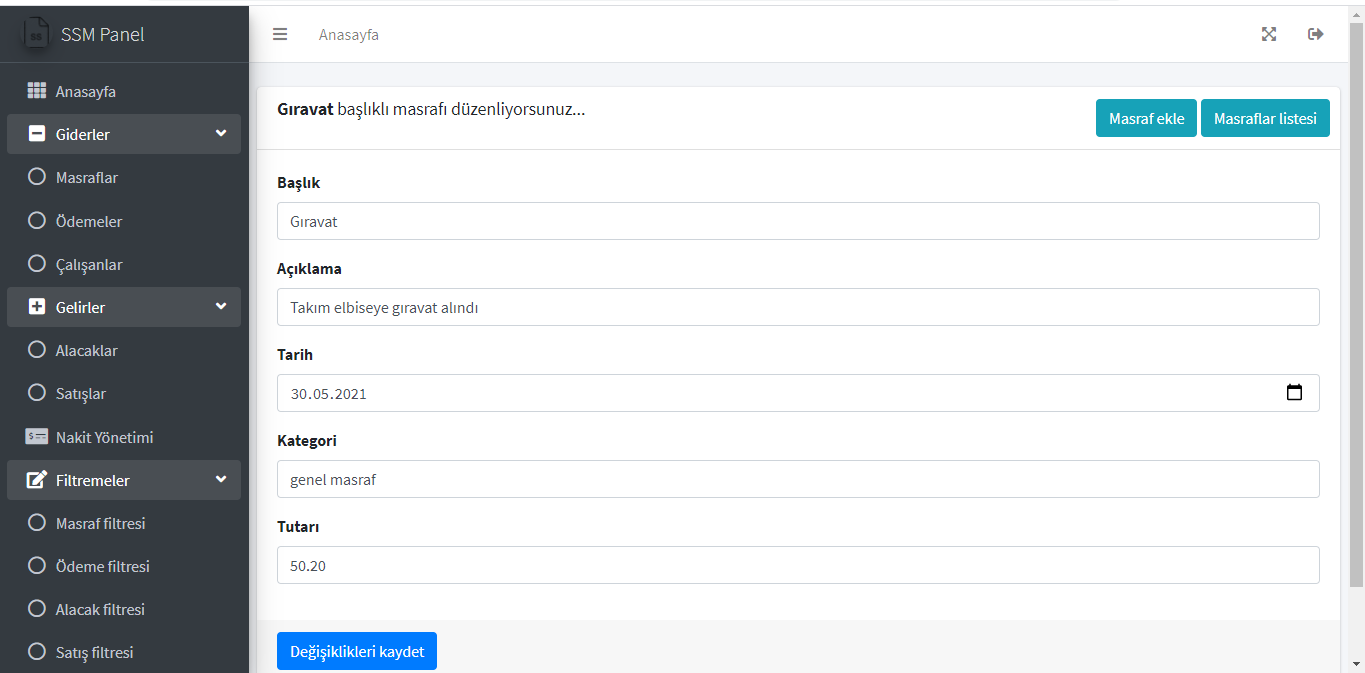 SSM Panel
Anasayfa
Giderler
Masraflar
Ödemeler
Çalışanlar
Gelirler
Alacaklar
Satışlar
Nakit Yönetimi
Filtremeler
Masraf filtresi
Ödeme filtresi
Alacak filtresi
Satış filtresi
Anasayfa
Gıravat başlıklı masrafı düzenliyorsunuz...
Masraf ekle
Masraflar listesi
Başlık
Gıravat
Açıklama
Takım elbiseye gıravat alındı
Tarih
30.05.2021
Kategori
genel masraf
Tutarı
50.20
Değişiklikleri kaydet